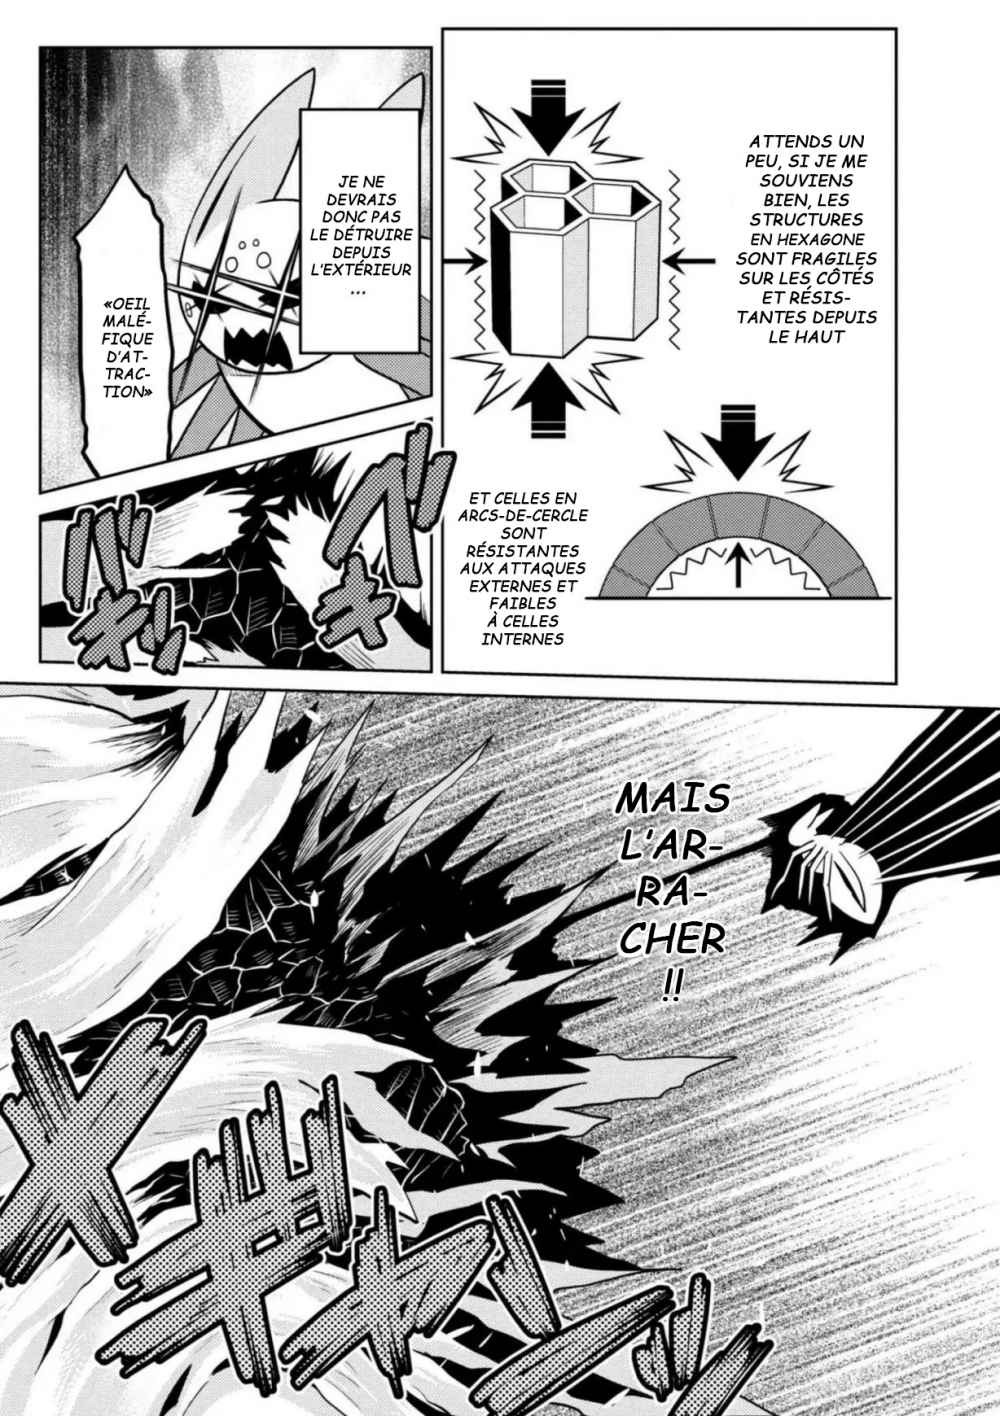 ATTENDS UN
PEU, SI JE ME
SOUVIENS
BIEN, LES
STRUCTURES
EN HEXAGONE
SONT FRAGILES
SUR LES CÔTÉS
ET RÉSIS-
TANTES DEPUIS
LE HAUT
ET CELLES EN
ARCS-DE-CERCLE
SONT
RÉSISTANTES
AUX ATTAQUES
EXTERNES ET
FAIBLES
À CELLES
INTERNES
JE NE
DEVRAIS
DONC PAS
LE DÉTRUIRE
DEPUIS
L'EXTÉRIEUR
...
«OEIL
MALÉ-
FIQUE
D'AT-
TRAC-
TION»
MAIS
L'AR-
RA-
CHER
!!